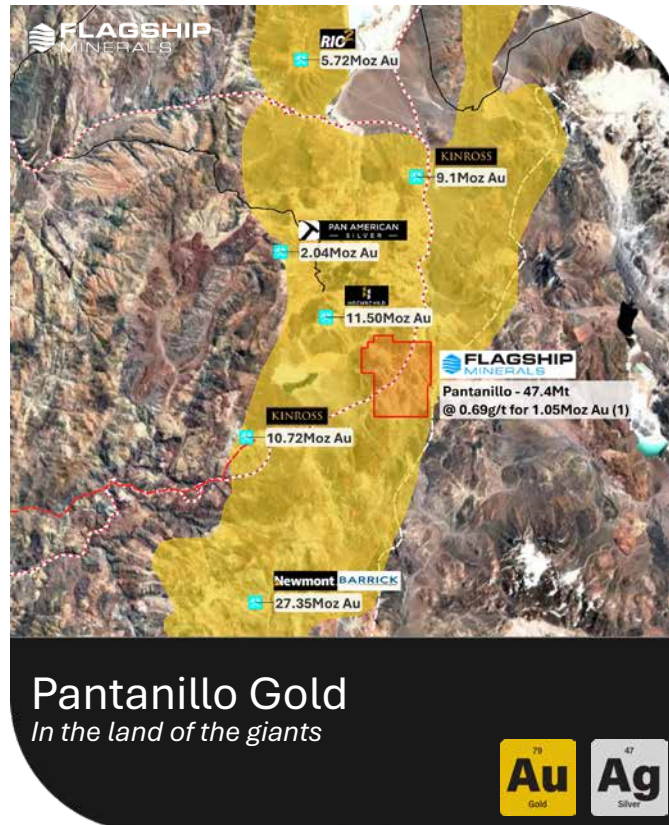 FLAGSHIP
MINERALS
RIO2
5.72Moz Au
KINROSS
9.1Moz Au
PAN AMERICAN
SILVER
2.04Moz Au
HOCHSCHILD
11.50Moz Au
FLAGSHIP
MINERALS
Pantanillo - 47.4Mt
@ 0.69g/t for 1.05Moz Au (1)
KINROSS
10.72Moz Au
Newmont BARRICK
27.35Moz Au
Pantanillo Gold
In the land of the giants
79
Au
Gold
47
Ag
Silver